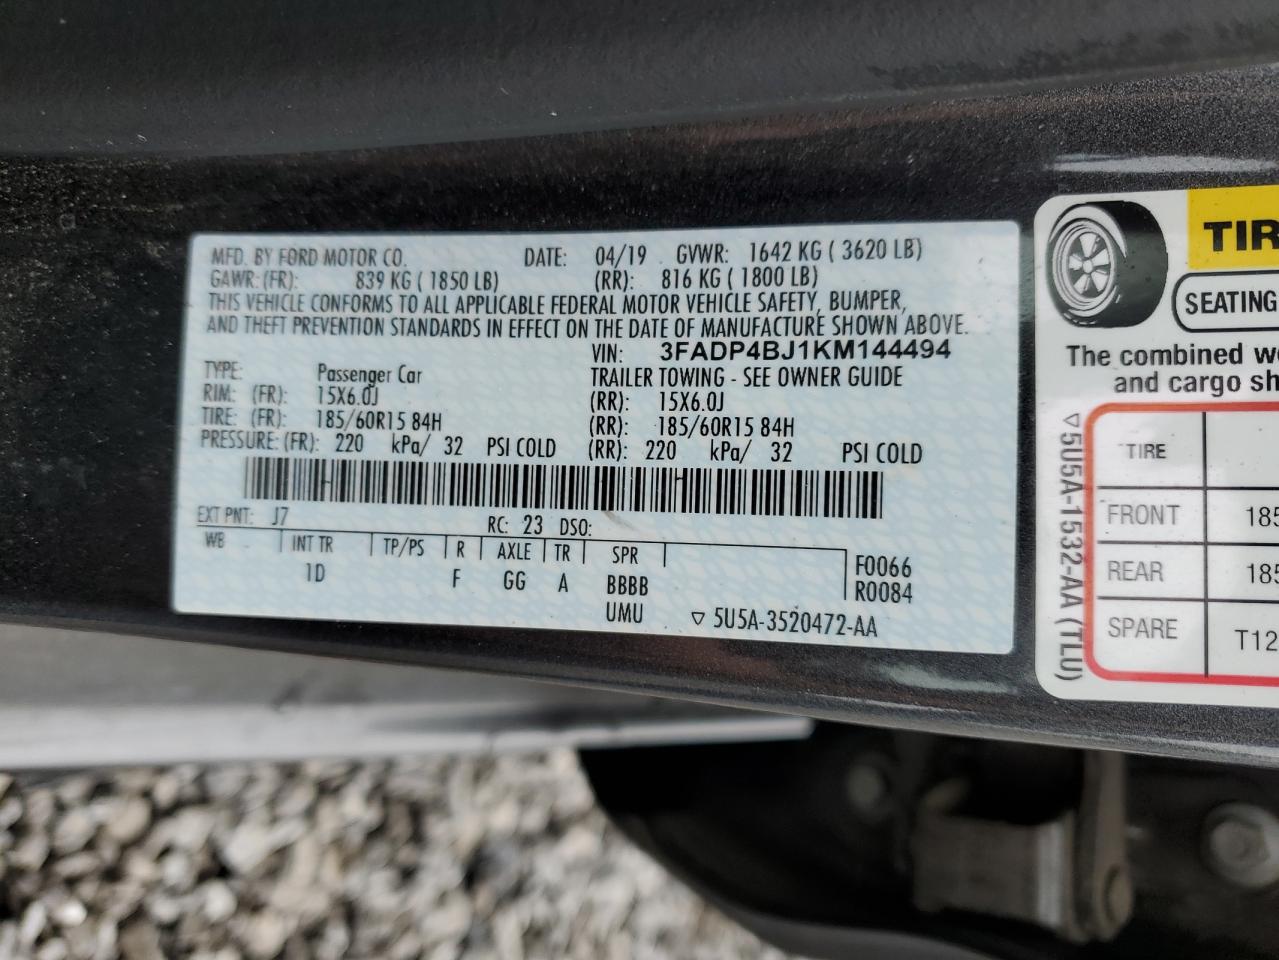 MFD. BY FORD MOTOR CO. DATE: 04/19 GVWR: 1642 KG ( 3620 LB)
GAWR: (FR): 839 KG ( 1850 LB) (RR): 816 KG ( 1800 LB)
THIS VEHICLE CONFORMS TO ALL APPLICABLE FEDERAL MOTOR VEHICLE SAFETY, BUMPER,
AND THEFT PREVENTION STANDARDS IN EFFECT ON THE DATE OF MANUFACTURE SHOWN ABOVE.
VIN: 3FADP4BJ1KM144494
TYPE: Passenger Car TRAILER TOWING - SEE OWNER GUIDE
RIM: (FR): 15X6.0J (RR): 15X6.0J
TIRE: (FR): 185/60R15 84H (RR): 185/60R15 84H
PRESSURE: (FR): 220 kPa/ 32 PSI COLD (RR): 220 kPa/ 32 PSI COLD
EXT PNT: J7 RC: 23 DSO:
WB INT TR TP/PS R AXLE TR SPR F0066
1D F GG A BBBB R0084
UMU ▽ 5U5A-3520472-AA
TIR
SEATING
The combined w
and cargo sh
▽5U5A-1532-AA (TLU)
TIRE
FRONT 185
REAR 185
SPARE T12